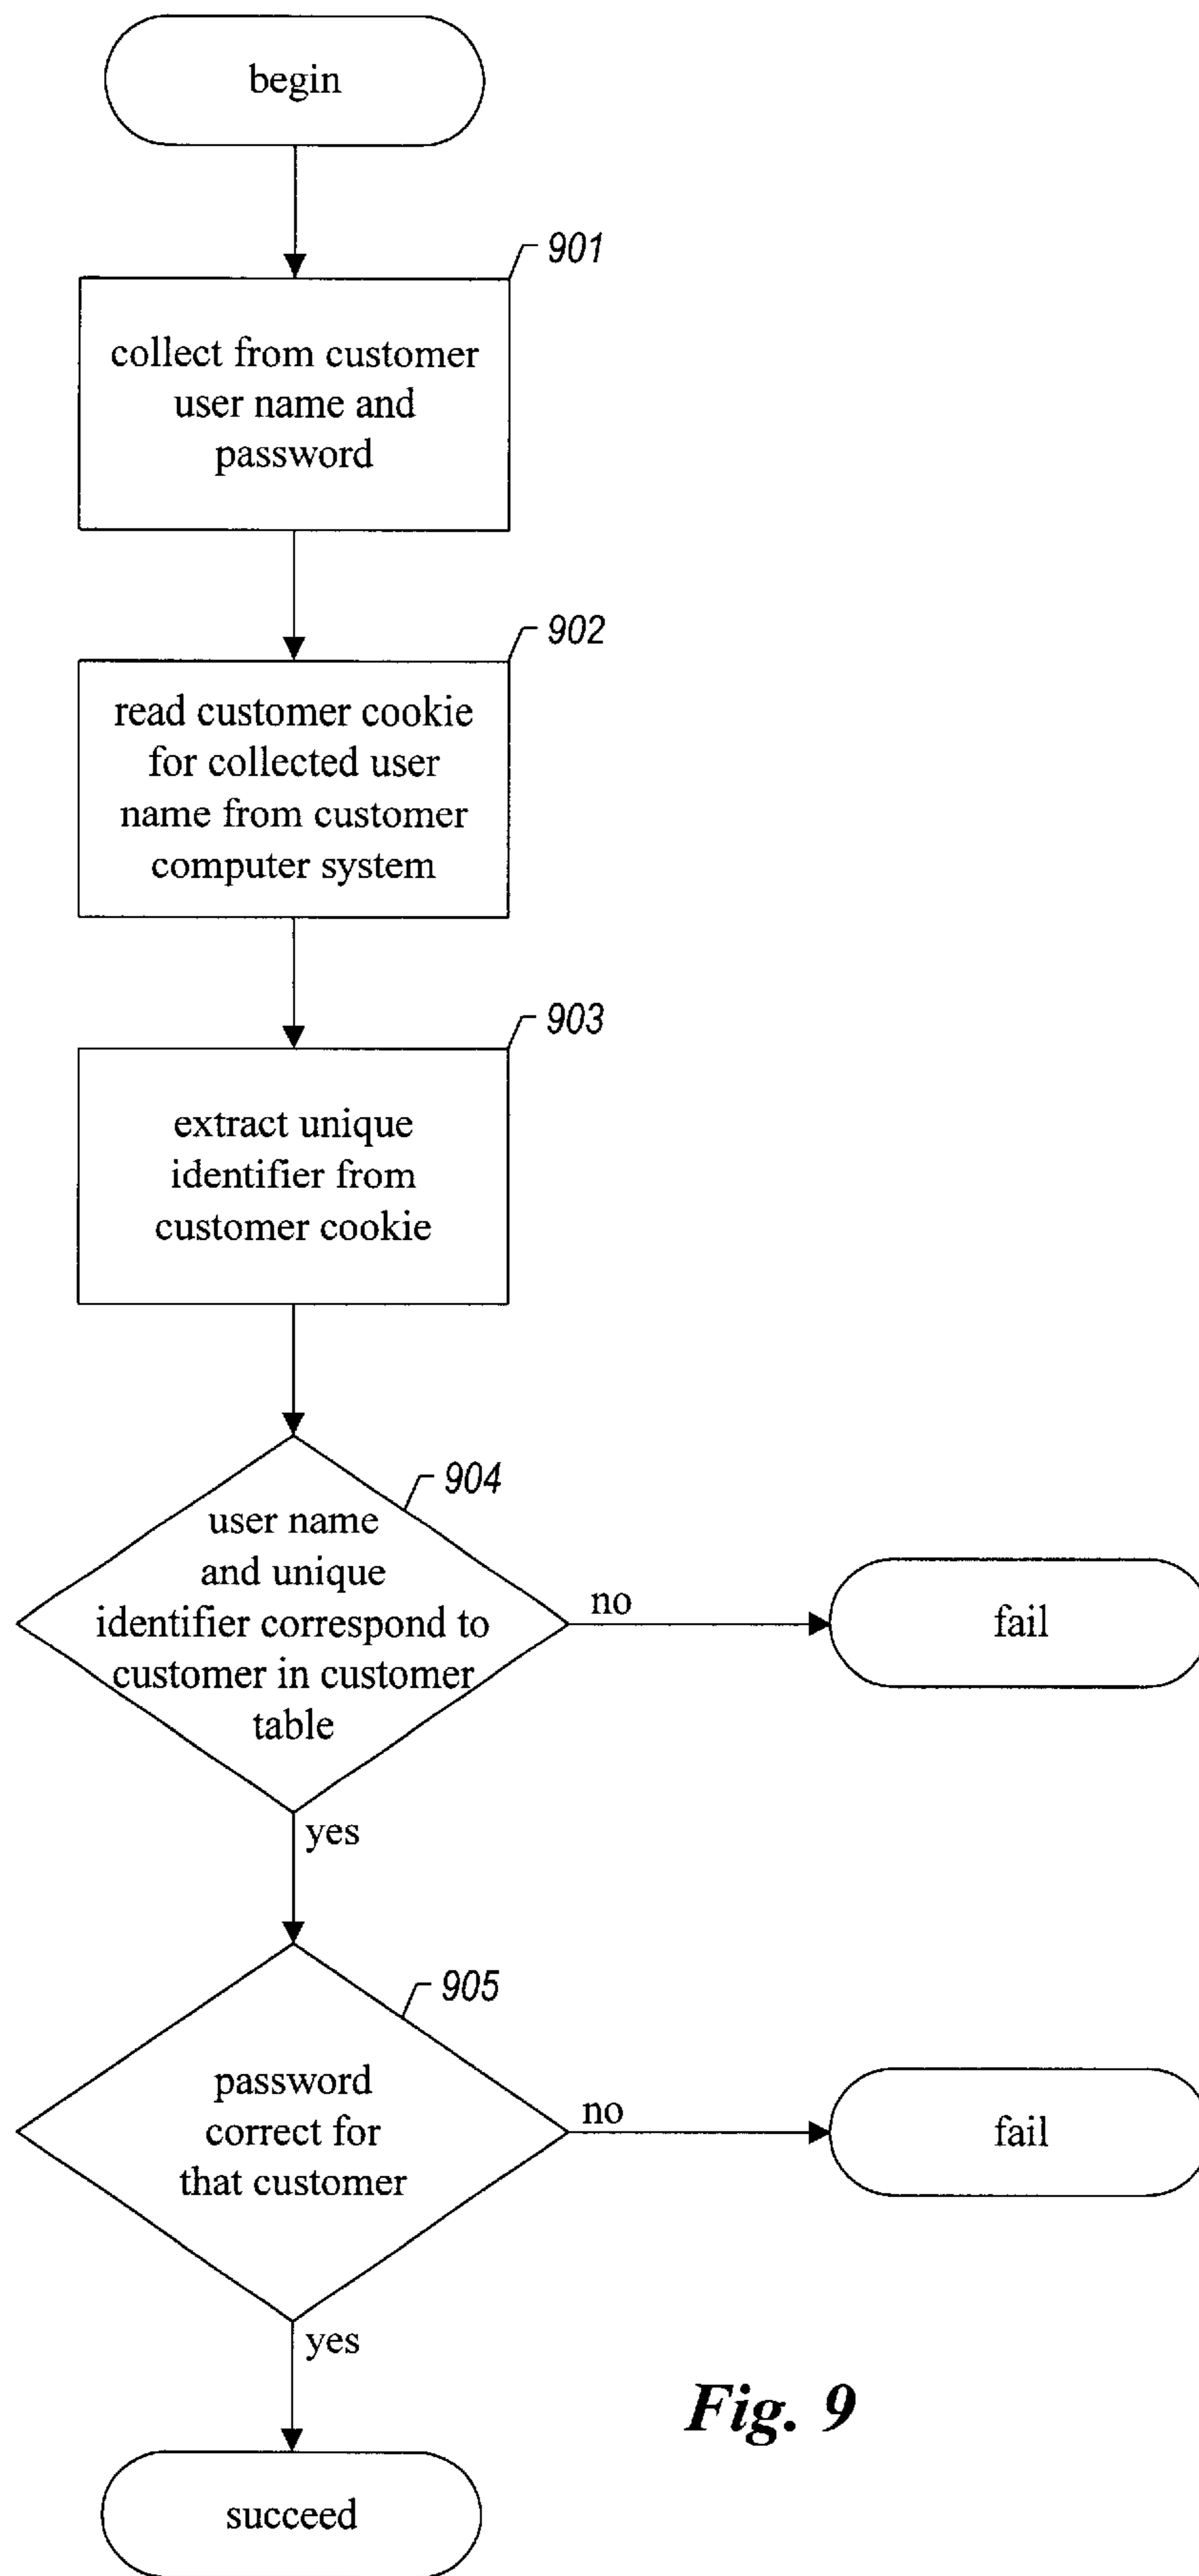 begin
901
collect from customer
user name and
password
902
read customer cookie
for collected user
name from customer
computer system
903
extract unique
identifier from
customer cookie
904
user name
and unique
identifier correspond to
customer in customer
table
no
fail
yes
905
password
correct for
that customer
no
fail
yes
Fig. 9
succeed